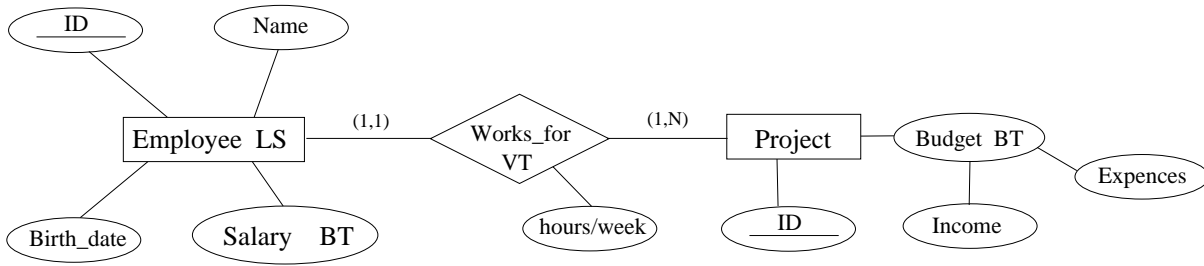 ID
Name
Employee LS
(1,1)
Works_for
VT
(1,N)
Project
Budget BT
Expences
Birth_date
Salary BT
hours/week
ID
Income